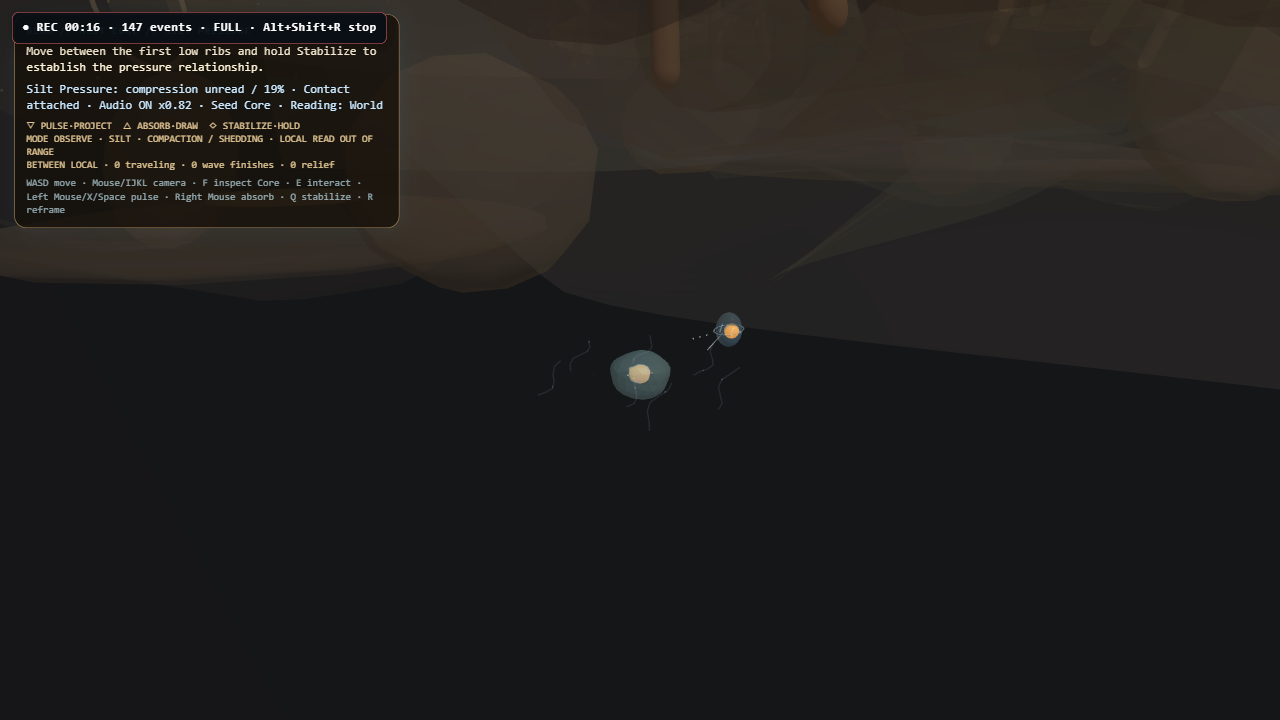 ● REC 00:16 · 147 events · FULL · Alt+Shift+R stop
Move between the first low ribs and hold Stabilize to
establish the pressure relationship.
Silt Pressure: compression unread / 19% · Contact
attached · Audio ON x0.82 · Seed Core · Reading: World
▽ PULSE·PROJECT △ ABSORB·DRAW ◇ STABILIZE·HOLD
MODE OBSERVE · SILT · COMPACTION / SHEDDING · LOCAL READ OUT OF
RANGE
BETWEEN LOCAL · 0 traveling · 0 wave finishes · 0 relief
WASD move · Mouse/IJKL camera · F inspect Core · E interact ·
Left Mouse/X/Space pulse · Right Mouse absorb · Q stabilize · R
reframe